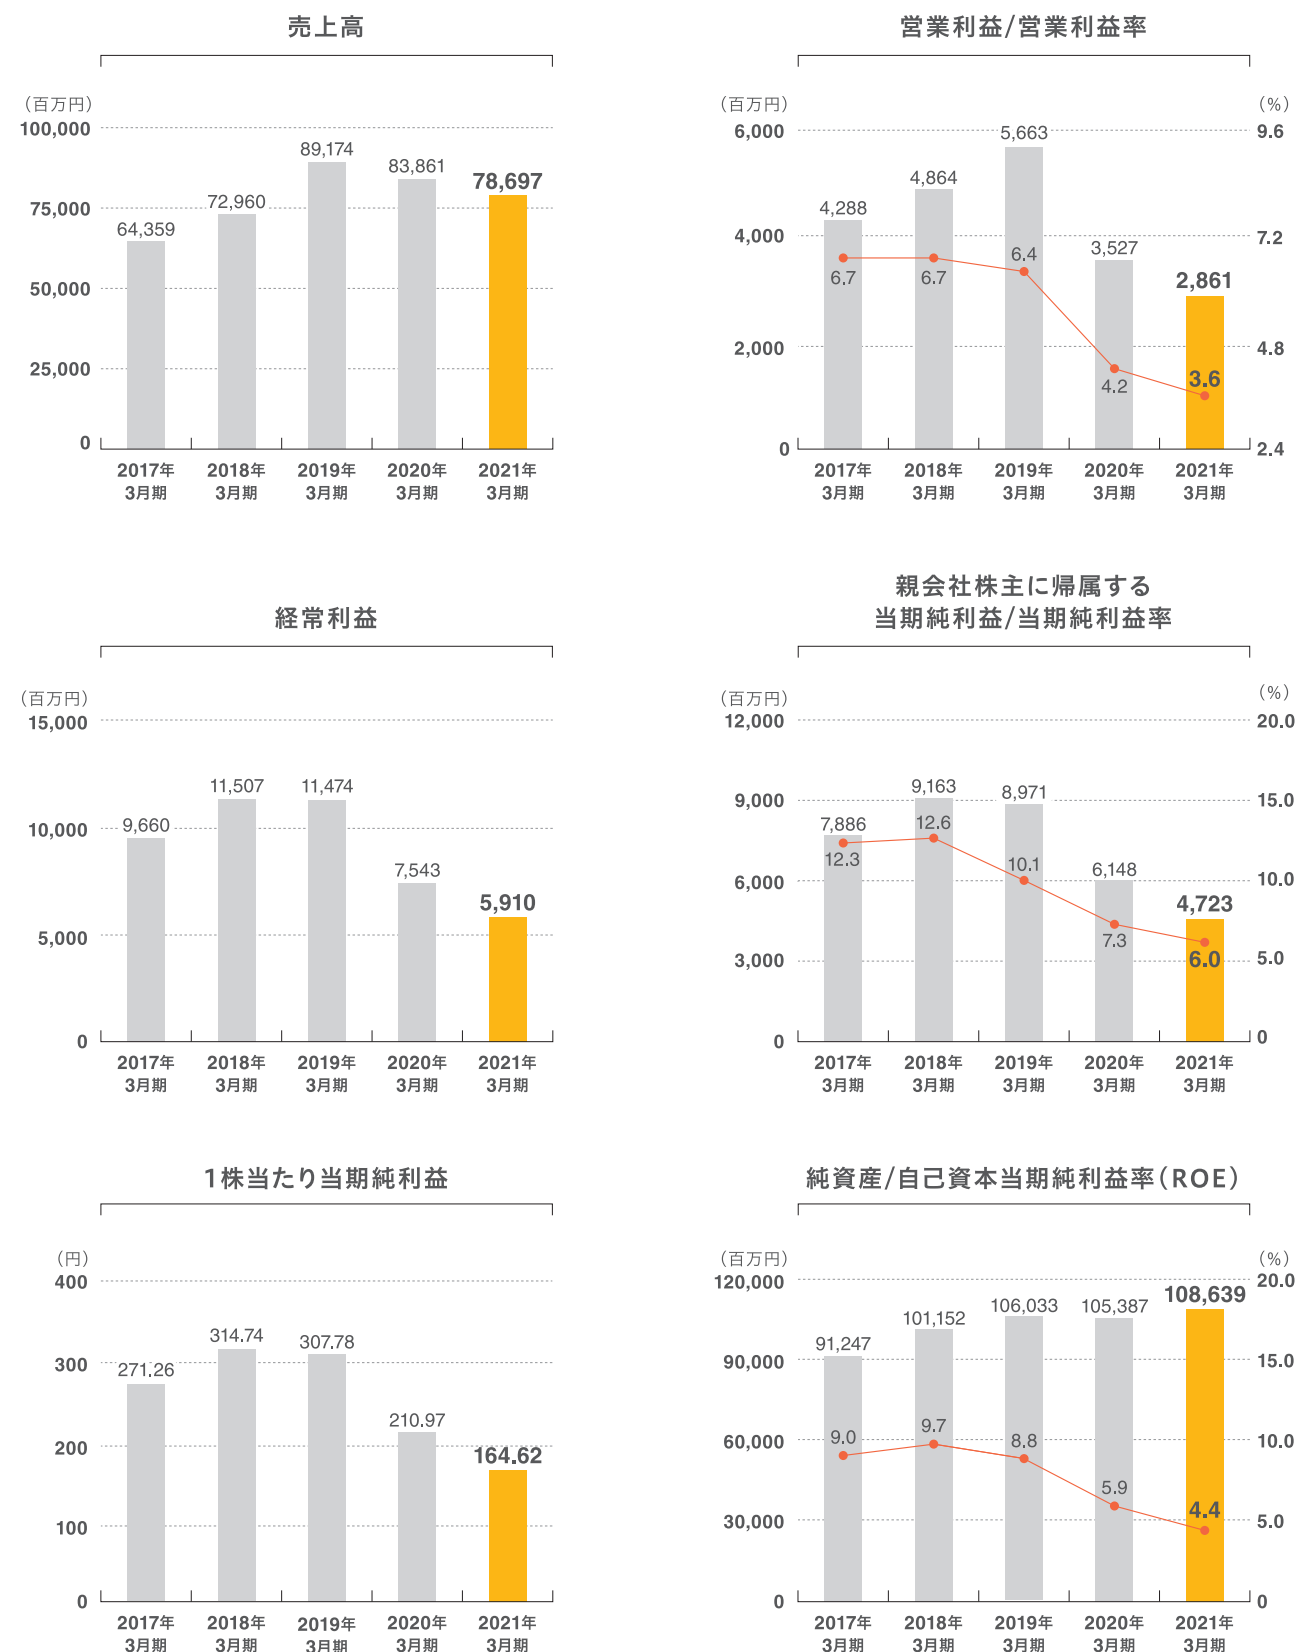 売上高
（百万円）
100,000
75,000
50,000
25,000
0
64,359
72,960
89,174
83,861
78,697
2017年
3月期
2018年
3月期
2019年
3月期
2020年
3月期
2021年
3月期
営業利益/営業利益率
（百万円）
（%）
6,000
4,000
2,000
0
9.6
7.2
4.8
2.4
4,288
4,864
5,663
3,527
2,861
6.7
6.7
6.4
4.2
3.6
2017年
3月期
2018年
3月期
2019年
3月期
2020年
3月期
2021年
3月期
経常利益
（百万円）
15,000
10,000
5,000
0
9,660
11,507
11,474
7,543
5,910
2017年
3月期
2018年
3月期
2019年
3月期
2020年
3月期
2021年
3月期
親会社株主に帰属する
当期純利益/当期純利益率
（百万円）
（%）
12,000
9,000
6,000
3,000
0
20.0
15.0
10.0
5.0
0
7,886
9,163
8,971
6,148
4,723
12.3
12.6
10.1
7.3
6.0
2017年
3月期
2018年
3月期
2019年
3月期
2020年
3月期
2021年
3月期
1株当たり当期純利益
（円）
400
300
200
100
0
271.26
314.74
307.78
210.97
164.62
2017年
3月期
2018年
3月期
2019年
3月期
2020年
3月期
2021年
3月期
純資産/自己資本当期純利益率（ROE）
（百万円）
（%）
120,000
90,000
60,000
30,000
0
20.0
15.0
10.0
5.0
0
91,247
101,152
106,033
105,387
108,639
9.0
9.7
8.8
5.9
4.4
2017年
3月期
2018年
3月期
2019年
3月期
2020年
3月期
2021年
3月期